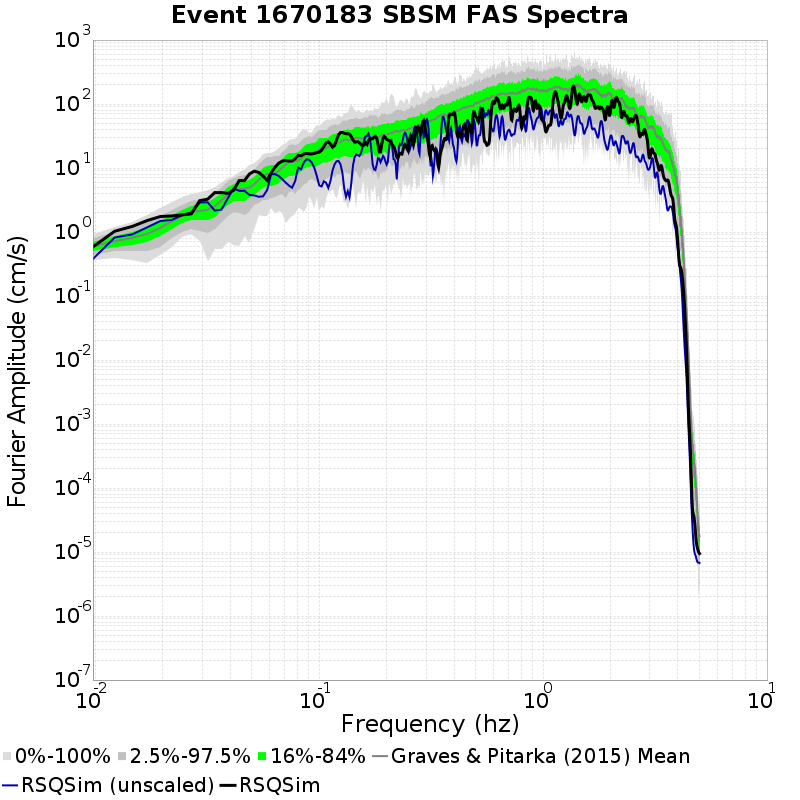 Event 1670183 SBSM FAS Spectra
10^3
10^2
10^1
10^0
10^-1
10^-2
10^-3
10^-4
10^-5
10^-6
10^-7
Fourier Amplitude (cm/s)
10^-2 10^-1 10^0 10^1
Frequency (hz)
0%-100% 2.5%-97.5% 16%-84% Graves & Pitarka (2015) Mean
RSQSim (unscaled) RSQSim